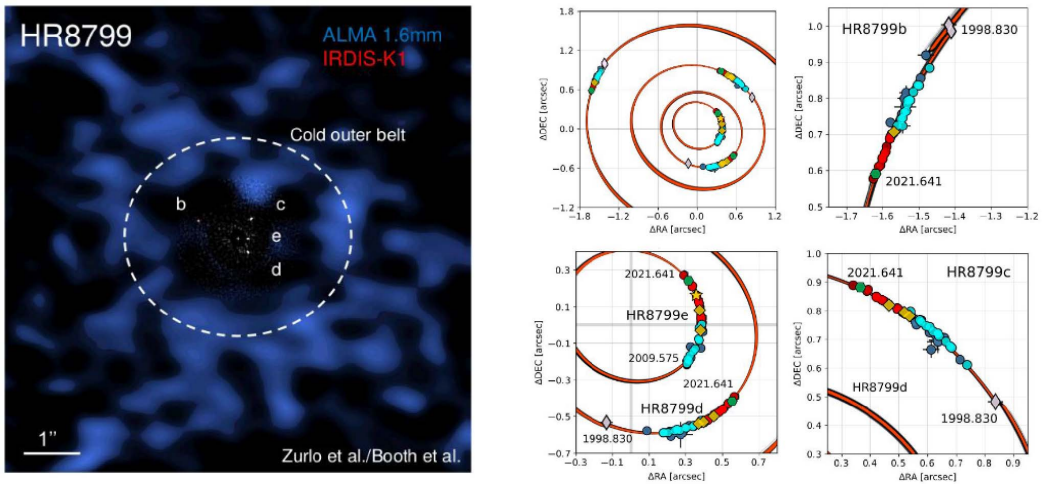 HR8799
ALMA 1.6mm
IRDIS-K1
Cold outer belt
b
c
e
d
1”
Zurlo et al./Booth et al.
1.8
1.2
0.6
0.0
−0.6
−1.2
ΔDEC [arcsec]
−1.8
−1.2
−0.6
0.0
0.6
1.2
ΔRA [arcsec]
HR8799b
1998.830
2021.641
1.0
0.9
0.8
0.7
0.6
0.5
ΔDEC [arcsec]
−1.7
−1.6
−1.5
−1.4
−1.3
−1.2
ΔRA [arcsec]
2021.641
HR8799e
2009.575
2021.641
HR8799d
1998.830
0.3
0.1
−0.1
−0.3
−0.5
−0.7
ΔDEC [arcsec]
−0.3
−0.1
0.1
0.3
0.5
0.7
ΔRA [arcsec]
2021.641
HR8799c
HR8799d
1998.830
1.0
0.9
0.8
0.7
0.6
0.5
0.4
0.3
ΔDEC [arcsec]
0.3
0.4
0.5
0.6
0.7
0.8
0.9
ΔRA [arcsec]